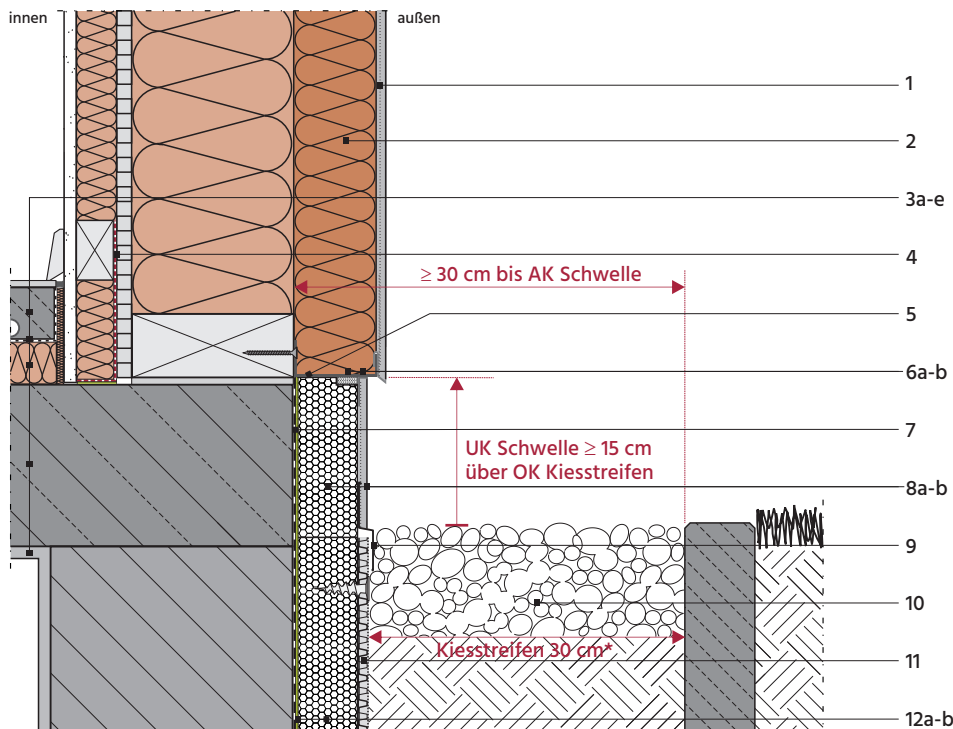 innen
außen
1
2
3a-e
4
≥ 30 cm bis AK Schwelle
5
6a-b
7
UK Schwelle ≥ 15 cm
über OK Kiesstreifen
8a-b
9
10
Kiesstreifen 30 cm*
11
12a-b